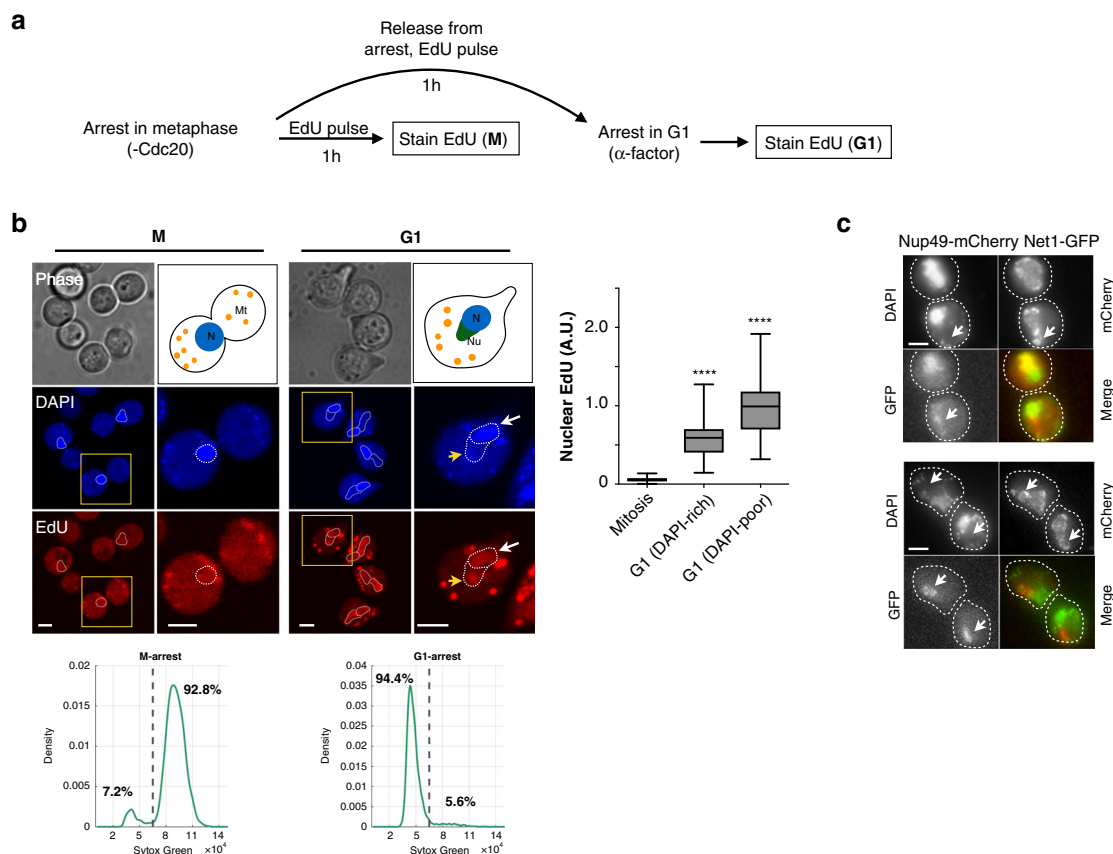 a
Release from
arrest, EdU pulse
1h
Arrest in metaphase
(-Cdc20)
EdU pulse
1h
Stain EdU (M)
Arrest in G1
(α-factor)
Stain EdU (G1)
b
M
G1
Phase
N
Mt
N
Nu
DAPI
EdU
Nuclear EdU (A.U.)
2.0
1.0
0
****
****
Mitosis
G1 (DAPI-rich)
G1 (DAPI-poor)
M-arrest
Density
0.02
0.015
0.01
0.005
0
7.2%
92.8%
2 5 8 11 14
Sytox Green ×10⁴
G1-arrest
Density
0.04
0.035
0.03
0.025
0.02
0.015
0.01
0.005
0
94.4%
5.6%
2 5 8 11 14
Sytox Green ×10⁴
c
Nup49-mCherry Net1-GFP
DAPI
mCherry
GFP
Merge
DAPI
mCherry
GFP
Merge